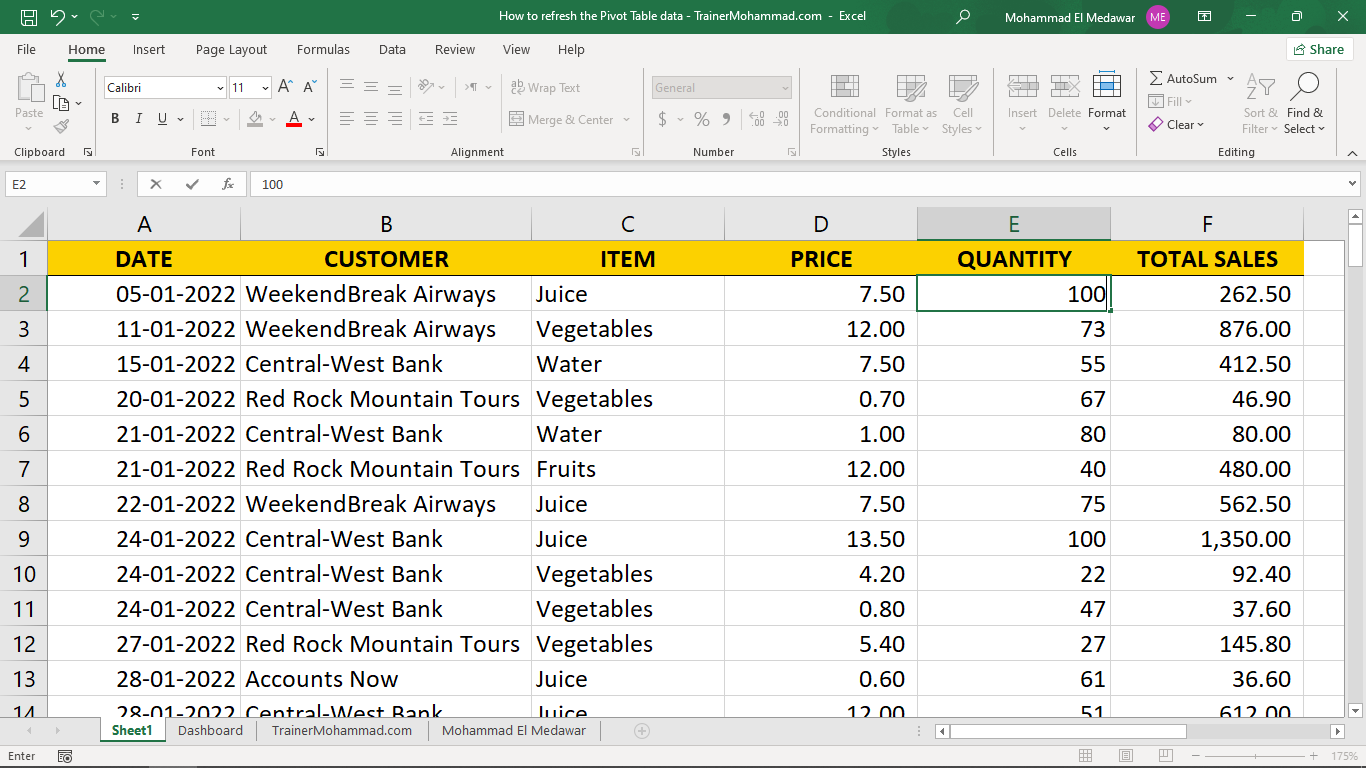 How to refresh the Pivot Table data - TrainerMohammad.com - Excel
Mohammad El Medawar ME
File Home Insert Page Layout Formulas Data Review View Help Share
Calibri 11 General
Paste
B I U
ab Wrap Text
Merge & Center
$ % 9
Conditional Formatting
Format as Table
Cell Styles
Insert Delete Format
AutoSum
Fill
Clear
Sort & Filter
Find & Select
Clipboard Font Alignment Number Styles Cells Editing
E2 fx 100
A B C D E F
1 DATE CUSTOMER ITEM PRICE QUANTITY TOTAL SALES
2 05-01-2022 WeekendBreak Airways Juice 7.50 100 262.50
3 11-01-2022 WeekendBreak Airways Vegetables 12.00 73 876.00
4 15-01-2022 Central-West Bank Water 7.50 55 412.50
5 20-01-2022 Red Rock Mountain Tours Vegetables 0.70 67 46.90
6 21-01-2022 Central-West Bank Water 1.00 80 80.00
7 21-01-2022 Red Rock Mountain Tours Fruits 12.00 40 480.00
8 22-01-2022 WeekendBreak Airways Juice 7.50 75 562.50
9 24-01-2022 Central-West Bank Juice 13.50 100 1,350.00
10 24-01-2022 Central-West Bank Vegetables 4.20 22 92.40
11 24-01-2022 Central-West Bank Vegetables 0.80 47 37.60
12 27-01-2022 Red Rock Mountain Tours Vegetables 5.40 27 145.80
13 28-01-2022 Accounts Now Juice 0.60 61 36.60
14 28-01-2022 Central-West Bank Juice 12.00 51 612.00
Sheet1 Dashboard TrainerMohammad.com Mohammad El Medawar
Enter 175%